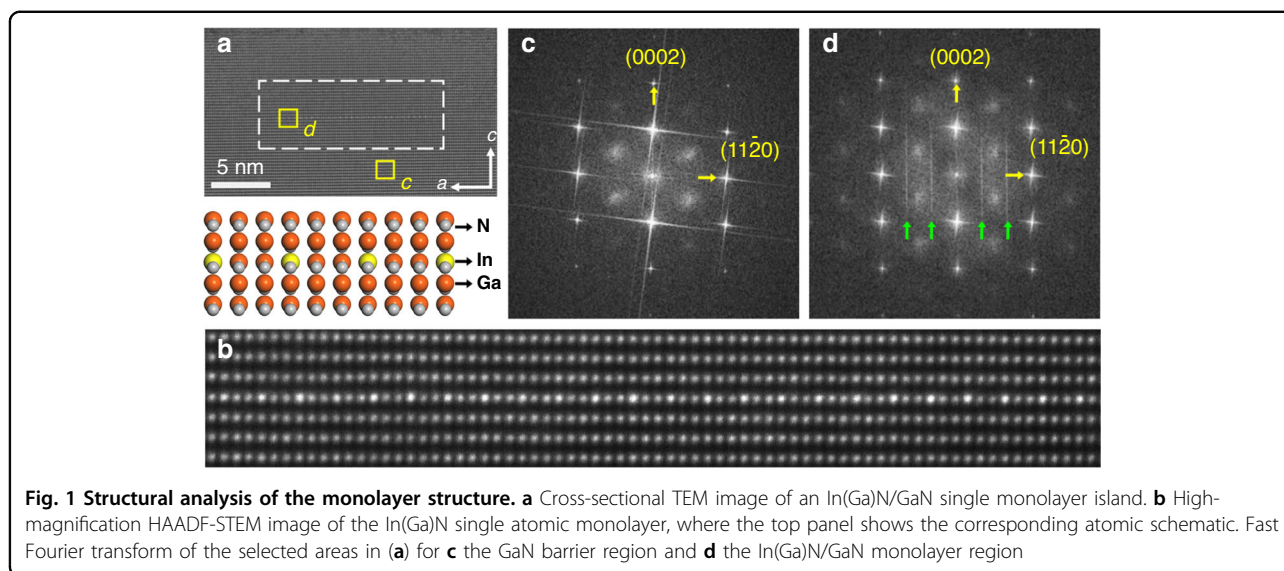 a
d
c
5 nm
c
a
N
In
Ga
c
(0002)
(112̄0)
d
(0002)
(112̄0)
b
Fig. 1 Structural analysis of the monolayer structure. a Cross-sectional TEM image of an In(Ga)N/GaN single monolayer island. b High-
magnification HAADF-STEM image of the In(Ga)N single atomic monolayer, where the top panel shows the corresponding atomic schematic. Fast
Fourier transform of the selected areas in (a) for c the GaN barrier region and d the In(Ga)N/GaN monolayer region